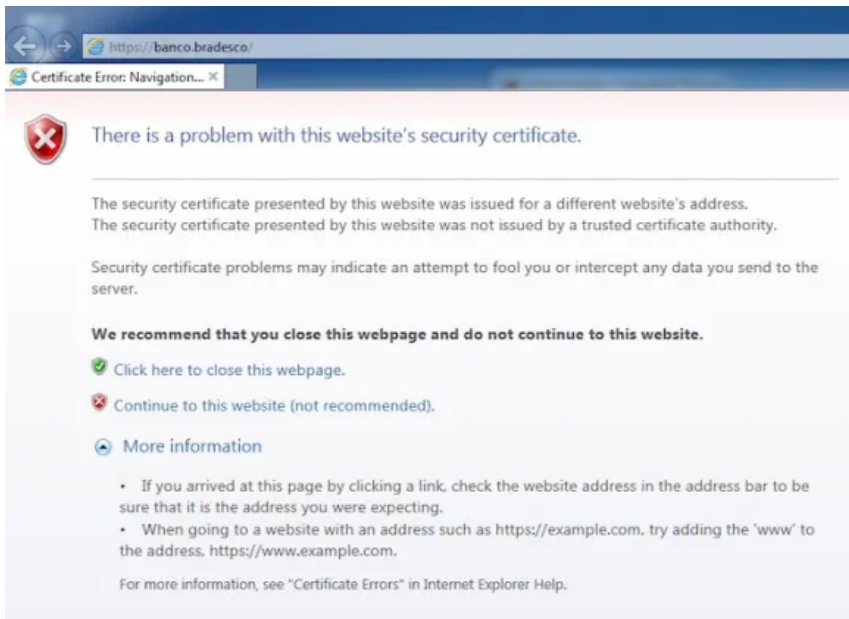 https://banco.bradesco/
Certificate Error: Navigation...
There is a problem with this website's security certificate.
The security certificate presented by this website was issued for a different website's address.
The security certificate presented by this website was not issued by a trusted certificate authority.
Security certificate problems may indicate an attempt to fool you or intercept any data you send to the
server.
We recommend that you close this webpage and do not continue to this website.
Click here to close this webpage.
Continue to this website (not recommended).
More information
• If you arrived at this page by clicking a link, check the website address in the address bar to be
sure that it is the address you were expecting.
• When going to a website with an address such as https://example.com, try adding the 'www' to
the address, https://www.example.com.
For more information, see "Certificate Errors" in Internet Explorer Help.